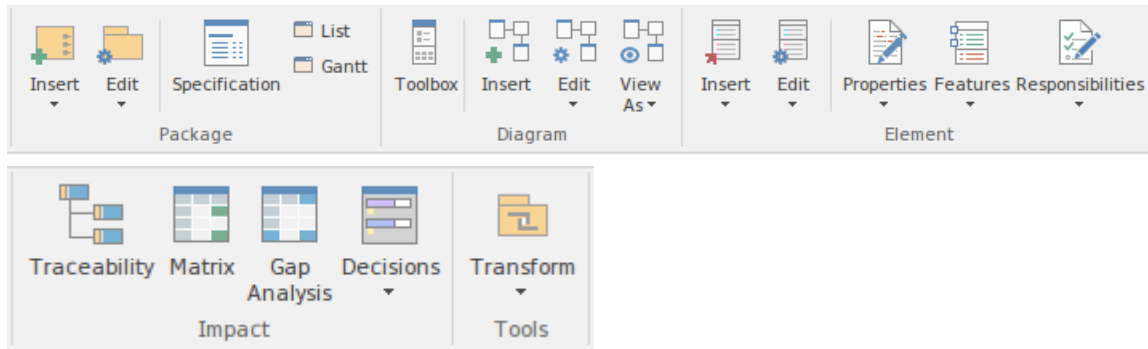 List
Gantt
Insert Edit Specification Toolbox Insert Edit View As Insert Edit Properties Features Responsibilities
Package Diagram Element
Traceability Matrix Gap Analysis Decisions Transform
Impact Tools